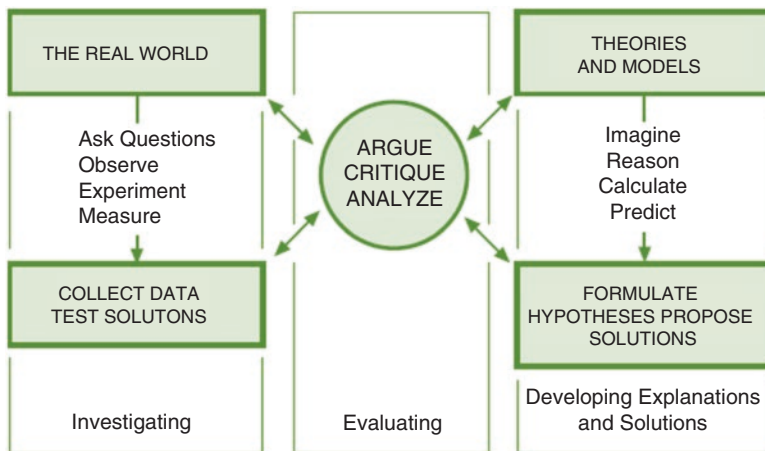 THE REAL WORLD
Ask Questions
Observe
Experiment
Measure
COLLECT DATA
TEST SOLUTONS
Investigating
ARGUE
CRITIQUE
ANALYZE
Evaluating
THEORIES
AND MODELS
Imagine
Reason
Calculate
Predict
FORMULATE
HYPOTHESES PROPOSE
SOLUTIONS
Developing Explanations
and Solutions